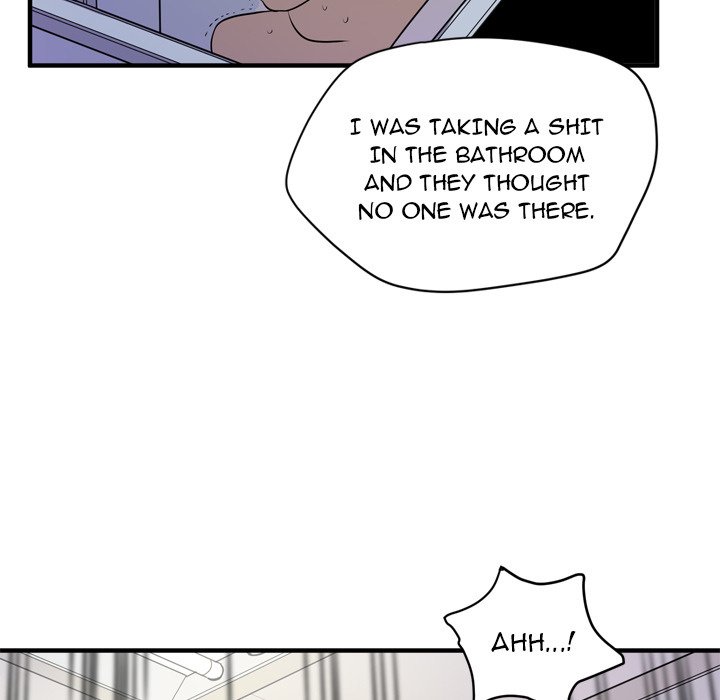 I WAS TAKING A SHIT
IN THE BATHROOM
AND THEY THOUGHT
NO ONE WAS THERE.
AHH...!